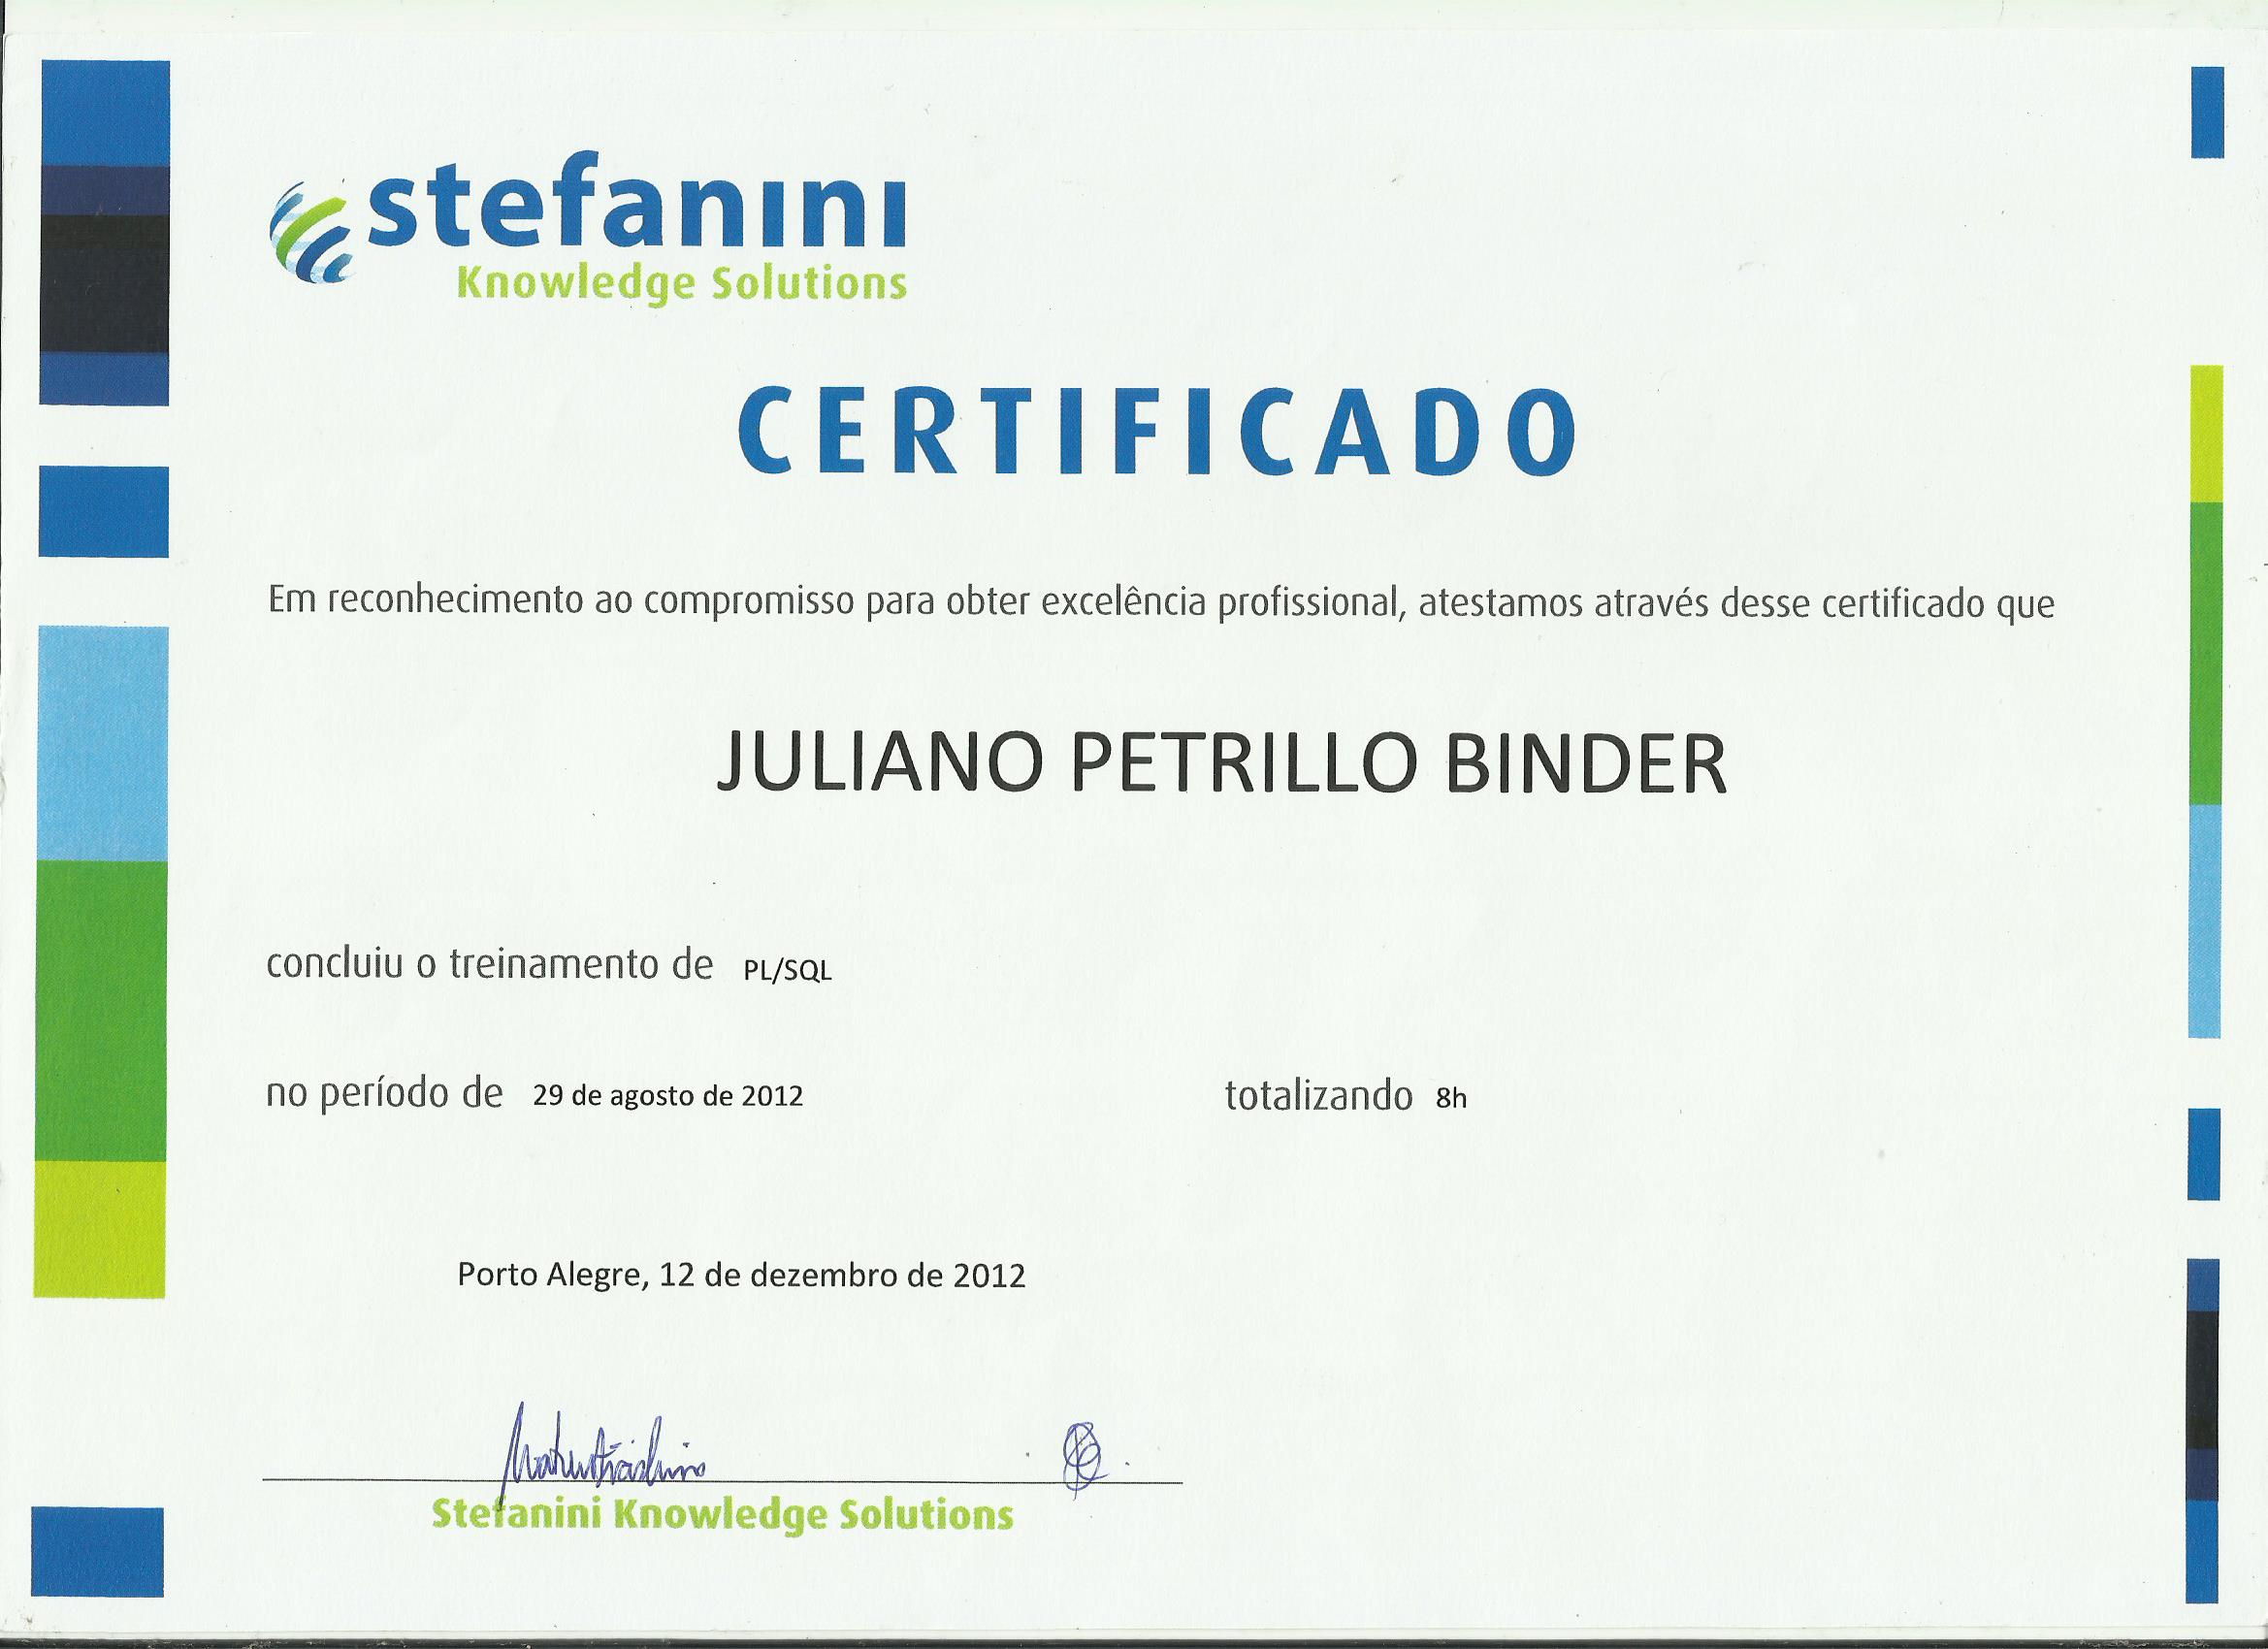 stefanini
Knowledge Solutions
CERTIFICADO
Em reconhecimento ao compromisso para obter excelência profissional, atestamos através desse certificado que
JULIANO PETRILLO BINDER
concluiu o treinamento de PL/SQL
no período de 29 de agosto de 2012 totalizando 8h
Porto Alegre, 12 de dezembro de 2012
Stefanini Knowledge Solutions